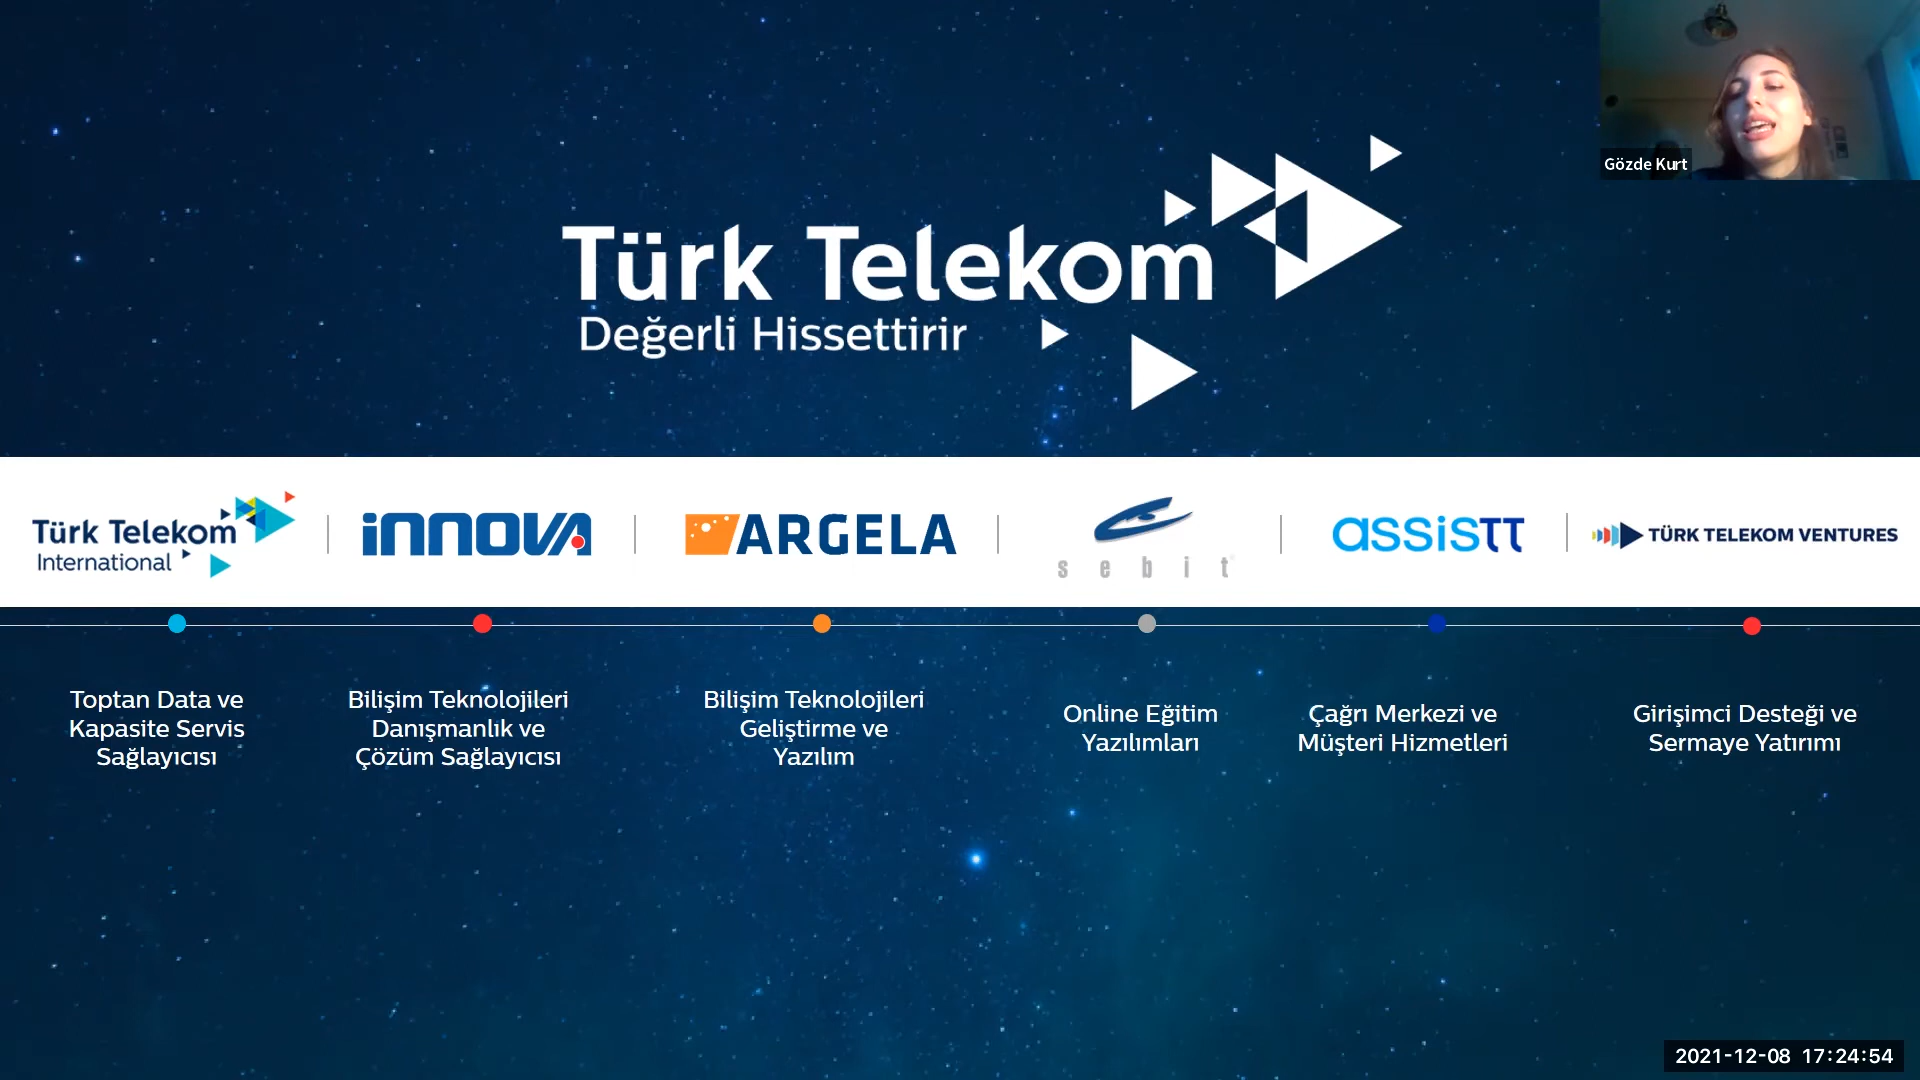 Gözde Kurt
Türk Telekom
Değerli Hissettirir
Türk Telekom
International
innova
ARGELA
sebit
assisTT
TÜRK TELEKOM VENTURES
Toptan Data ve
Kapasite Servis
Sağlayıcısı
Bilişim Teknolojileri
Danışmanlık ve
Çözüm Sağlayıcısı
Bilişim Teknolojileri
Geliştirme ve
Yazılım
Online Eğitim
Yazılımları
Çağrı Merkezi ve
Müşteri Hizmetleri
Girişimci Desteği ve
Sermaye Yatırımı
2021-12-08 17:24:54